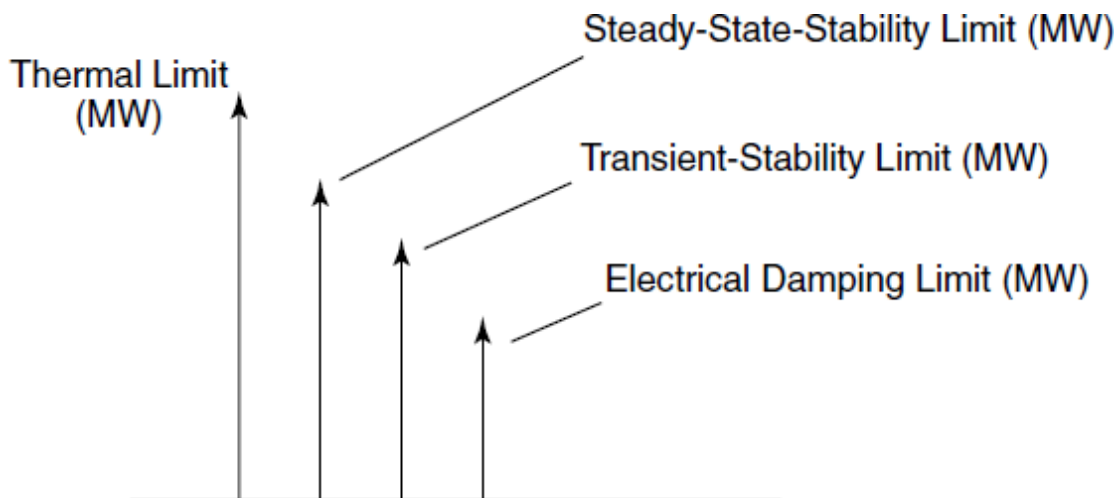 Steady-State-Stability Limit (MW)
Thermal Limit
(MW)
Transient-Stability Limit (MW)
Electrical Damping Limit (MW)